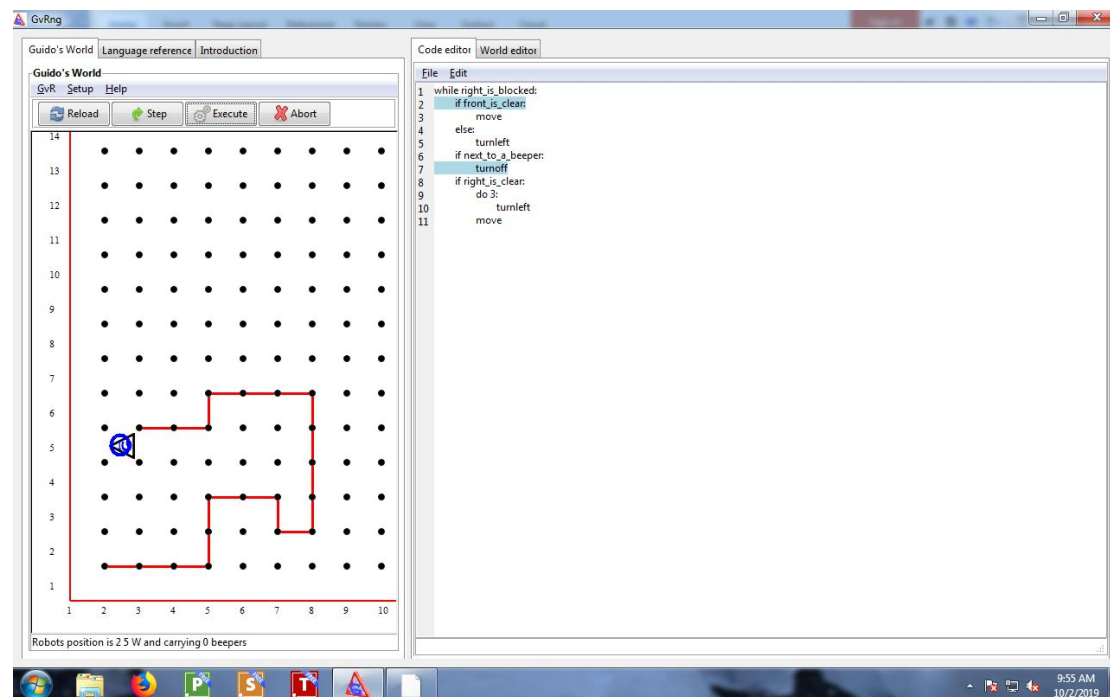 GvRng
Guido's World Language reference Introduction
Guido's World
GvR Setup Help
Reload Step Execute Abort
14
13
12
11
10
9
8
7
6
5
4
3
2
1
1 2 3 4 5 6 7 8 9 10
Robots position is 2 5 W and carrying 0 beepers
Code editor World editor
File Edit
1 while right_is_blocked:
2 if front_is_clear:
3 move
4 else:
5 turnleft
6 if next_to_a_beeper:
7 turnoff
8 if right_is_clear:
9 do 3:
10 turnleft
11 move
P S T
9:55 AM
10/2/2019